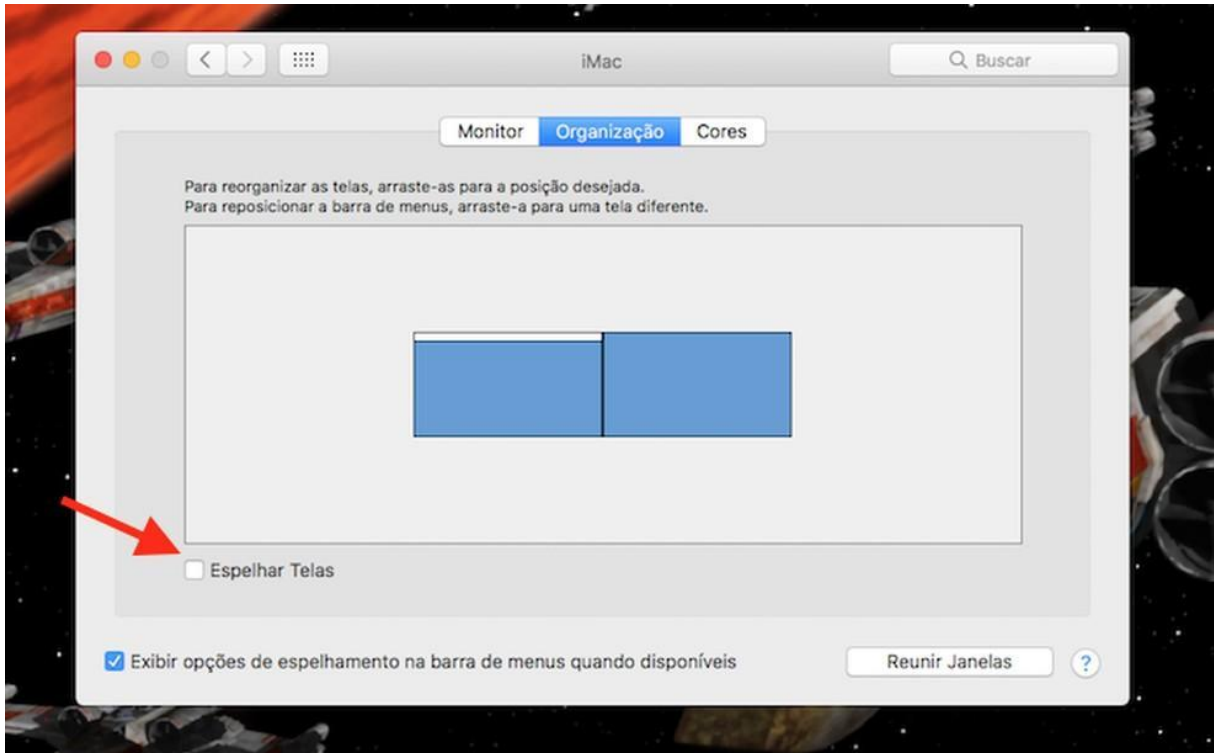 iMac
Buscar
Monitor Organização Cores
Para reorganizar as telas, arraste-as para a posição desejada.
Para reposicionar a barra de menus, arraste-a para uma tela diferente.
Espelhar Telas
Exibir opções de espelhamento na barra de menus quando disponíveis
Reunir Janelas
?